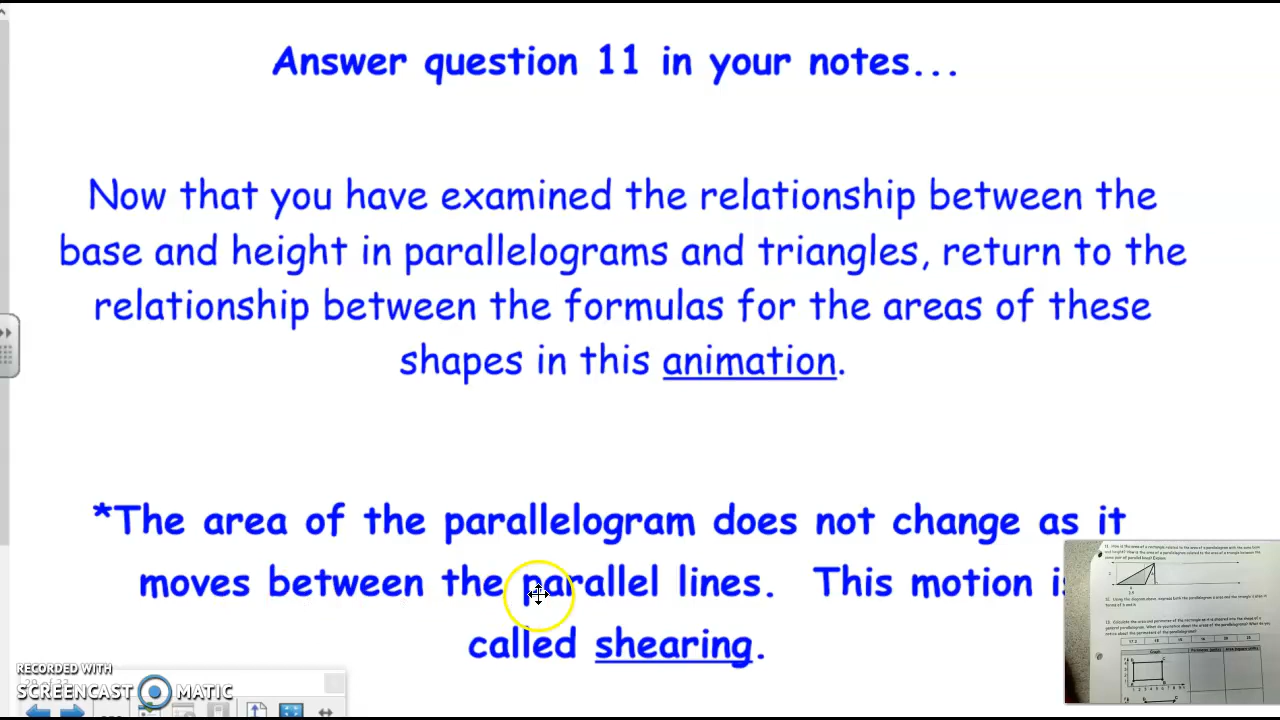 Answer question 11 in your notes...
Now that you have examined the relationship between the
base and height in parallelograms and triangles, return to the
relationship between the formulas for the areas of these
shapes in this animation.
*The area of the parallelogram does not change as it
moves between the parallel lines. This motion is
called shearing.
RECORDED WITH
SCREENCAST MATIC